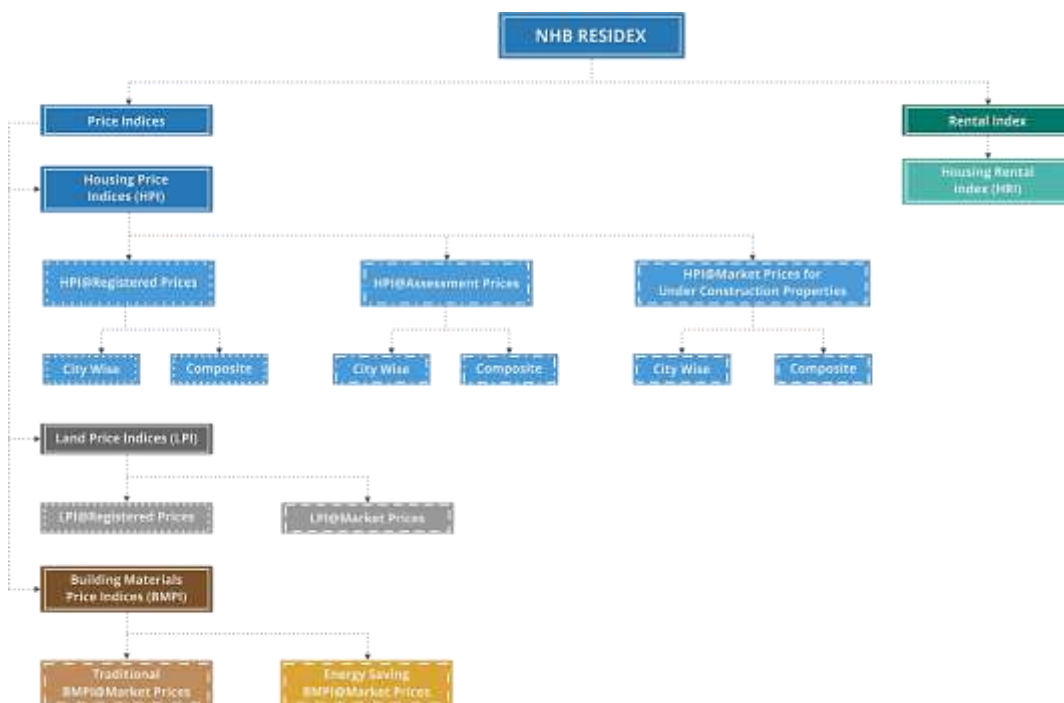 NHB RESIDEX
Price Indices
Rental Index
Housing Price
Indices (HPI)
Housing Rental
Index (HRI)
HPI@Registered Prices
HPI@Assessment Prices
HPI@Market Prices for
Under Construction Properties
City Wise
Composite
City Wise
Composite
City Wise
Composite
Land Price Indices (LPI)
LPI@Registered Prices
LPI@Market Prices
Building Materials
Price Indices (BMPI)
Traditional
BMPI@Market Prices
Energy Saving
BMPI@Market Prices